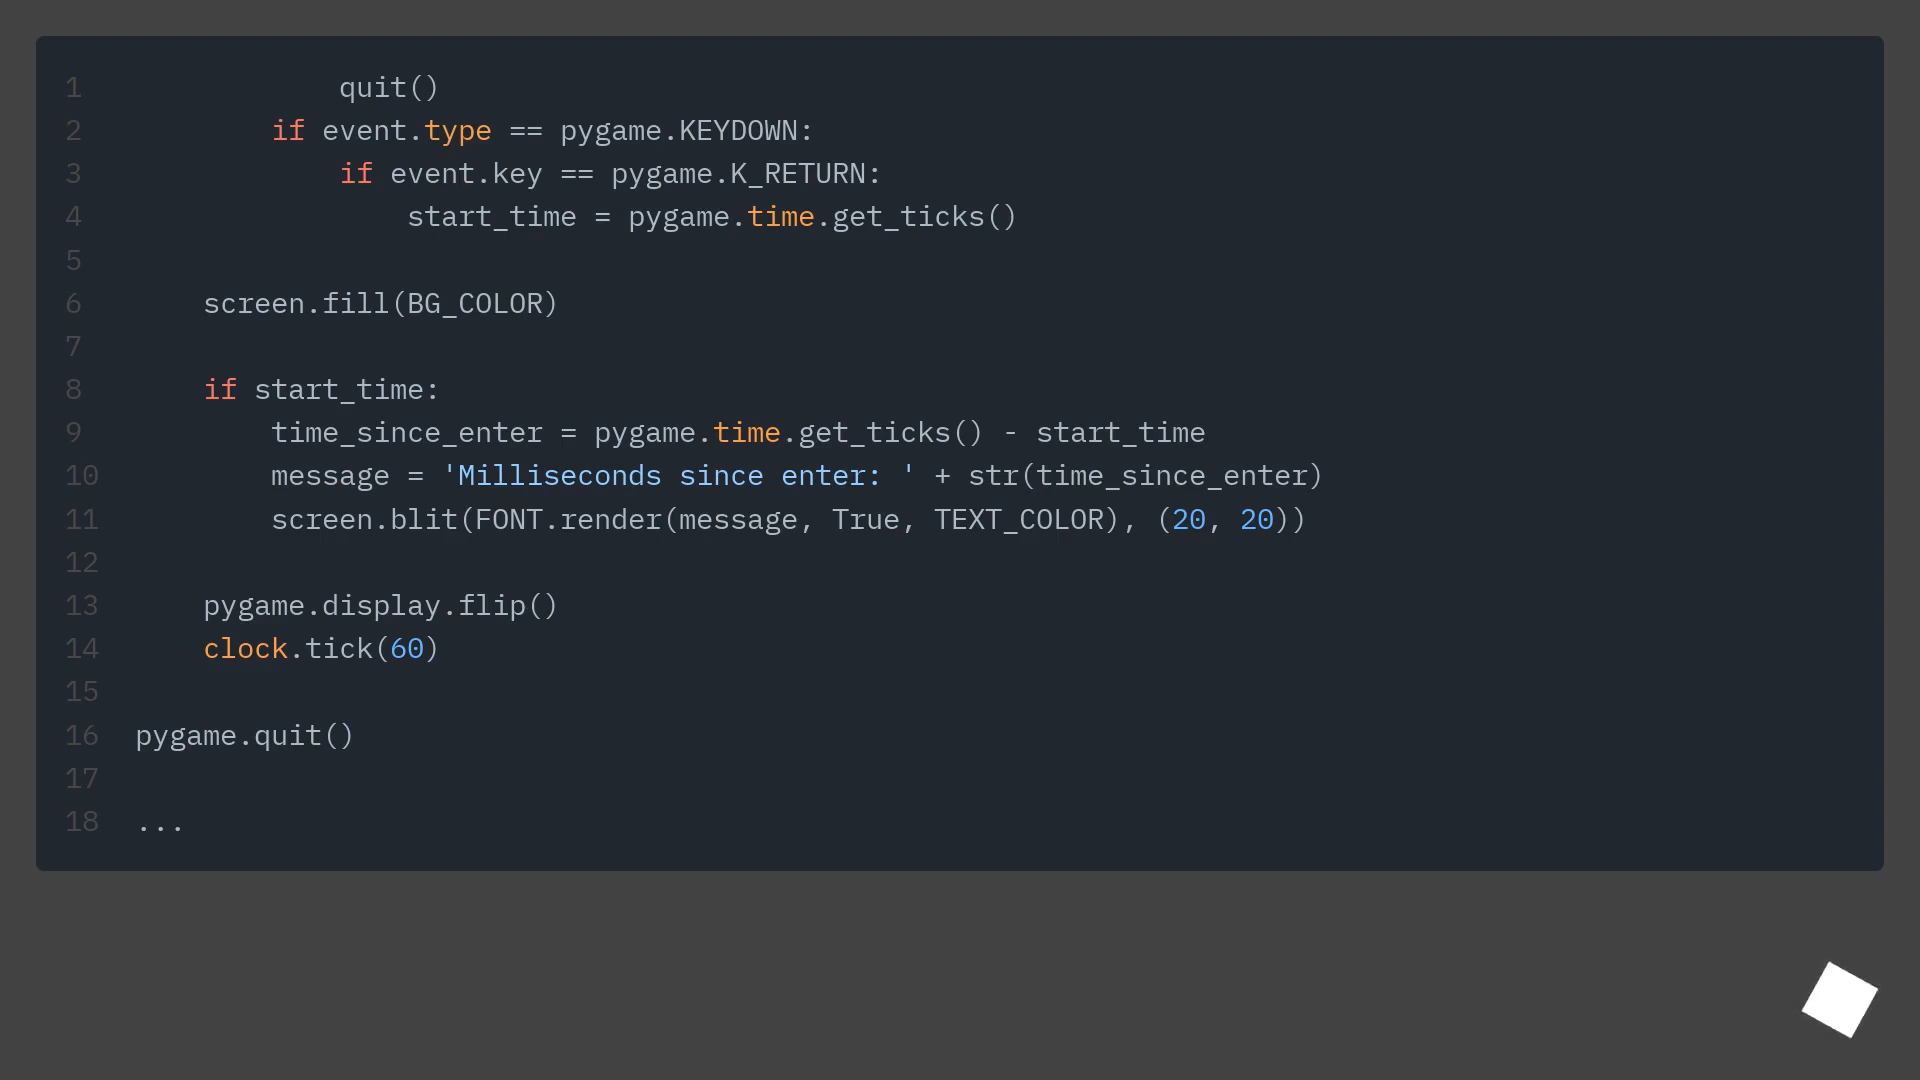 1 quit()
2 if event.type == pygame.KEYDOWN:
3 if event.key == pygame.K_RETURN:
4 start_time = pygame.time.get_ticks()
5
6 screen.fill(BG_COLOR)
7
8 if start_time:
9 time_since_enter = pygame.time.get_ticks() - start_time
10 message = 'Milliseconds since enter: ' + str(time_since_enter)
11 screen.blit(FONT.render(message, True, TEXT_COLOR), (20, 20))
12
13 pygame.display.flip()
14 clock.tick(60)
15
16 pygame.quit()
17
18 ...